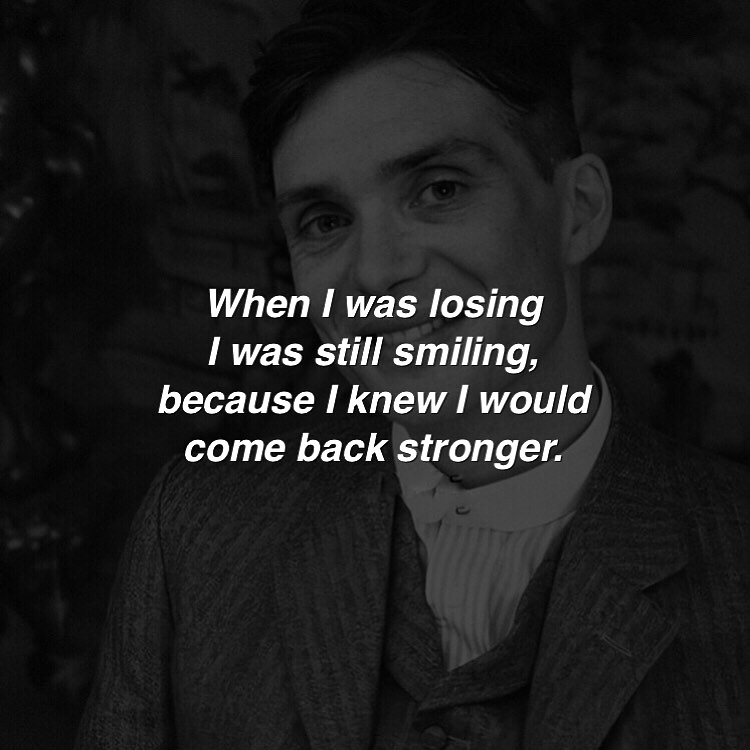 When I was losing
I was still smiling,
because I knew I would
come back stronger.